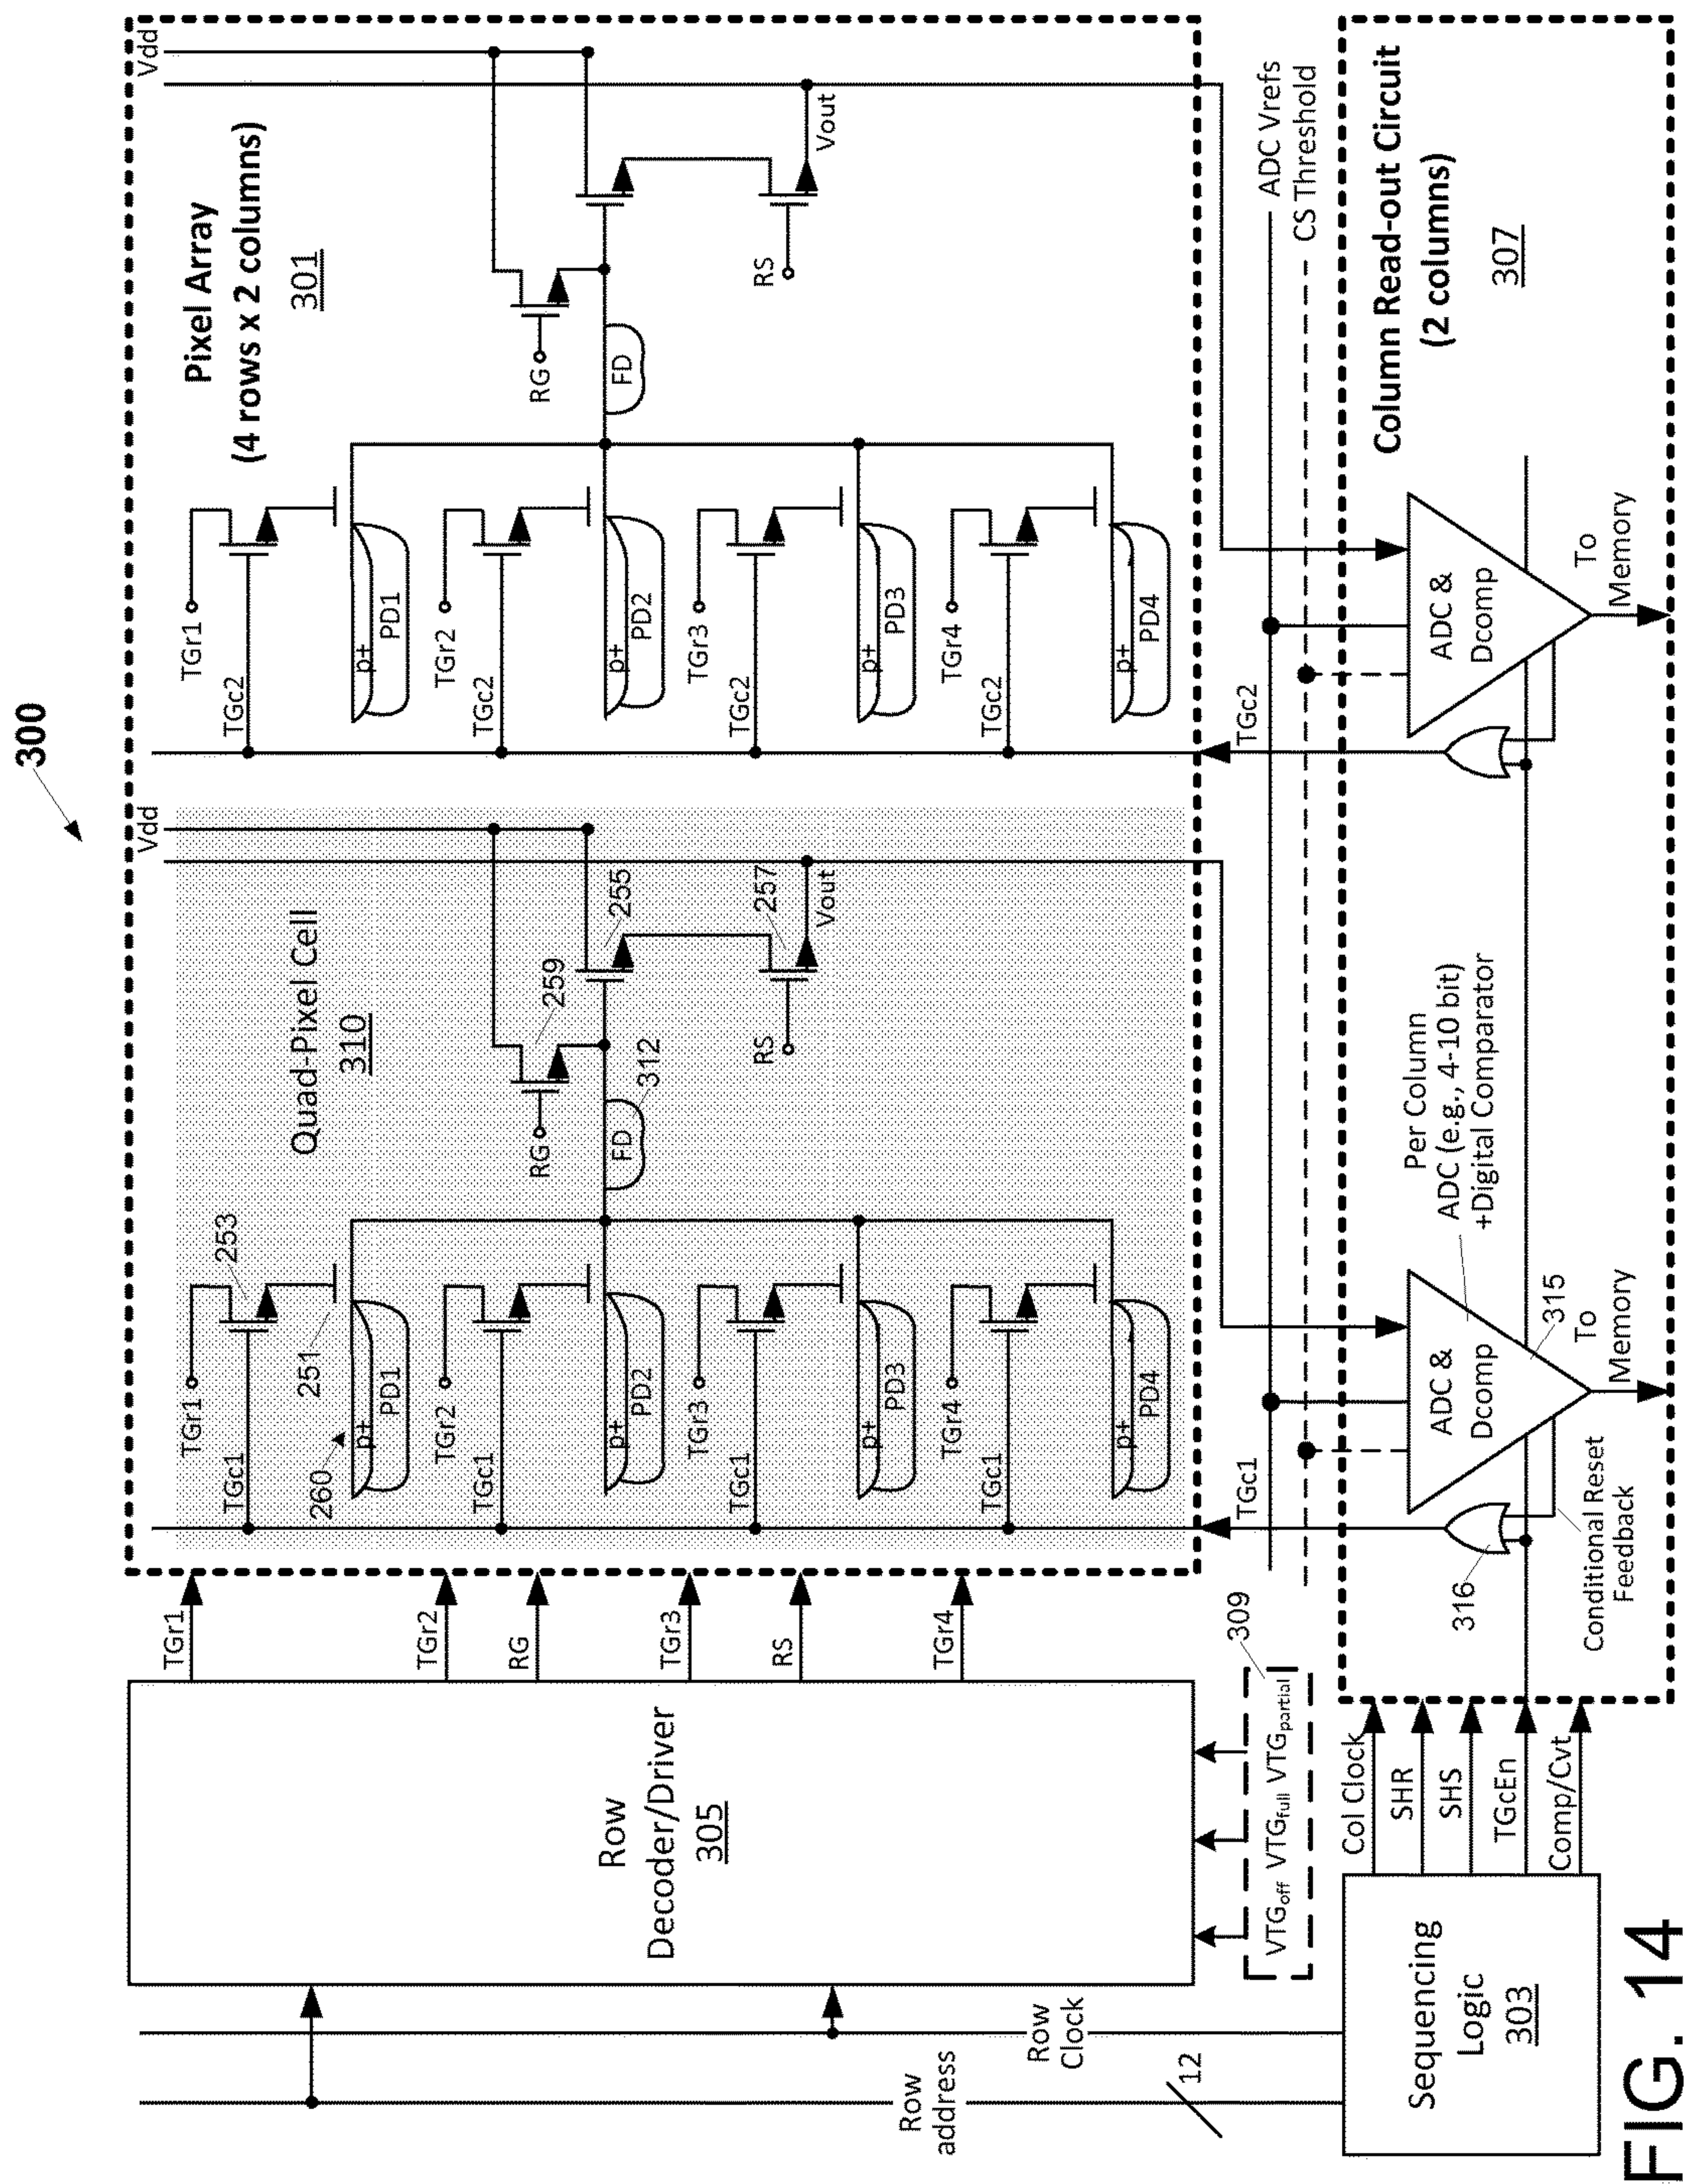 300
Row
address
12
Row
Clock
Row
Decoder/Driver
305
TGr1
TGr2
RG
TGr3
RS
TGr4
VTGoff VTGfull VTGpartial
309
Sequencing
Logic
303
Col Clock
SHR
SHS
TGcEn
Comp/Cvt
Quad-Pixel Cell
310
Vdd
TGr1
253
TGc1
251
260
p+
PD1
TGr2
TGc1
p+
PD2
TGr3
TGc1
p+
PD3
TGr4
TGc1
p+
PD4
RG
259
FD
312
255
RS
257
Vout
Pixel Array
(4 rows x 2 columns)
301
Vdd
TGr1
TGc2
p+
PD1
TGr2
TGc2
p+
PD2
TGr3
TGc2
p+
PD3
TGr4
TGc2
p+
PD4
RG
FD
RS
Vout
TGc1
TGc2
ADC Vrefs
CS Threshold
Column Read-out Circuit
(2 columns)
307
316
Conditional Reset
Feedback
ADC &
Dcomp
315
To
Memory
Per Column
ADC (e.g., 4-10 bit)
+Digital Comparator
ADC &
Dcomp
To
Memory
FIG. 14